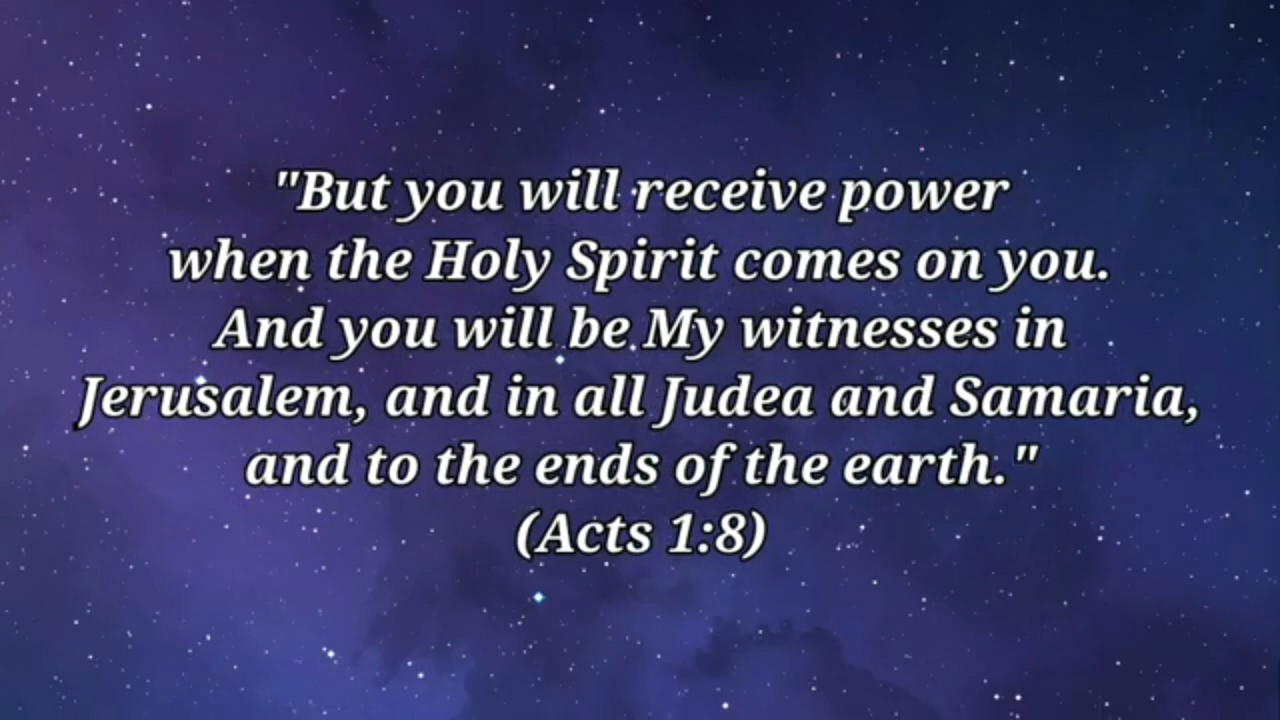 "But you will receive power
when the Holy Spirit comes on you.
And you will be My witnesses in
Jerusalem, and in all Judea and Samaria,
and to the ends of the earth."
(Acts 1:8)